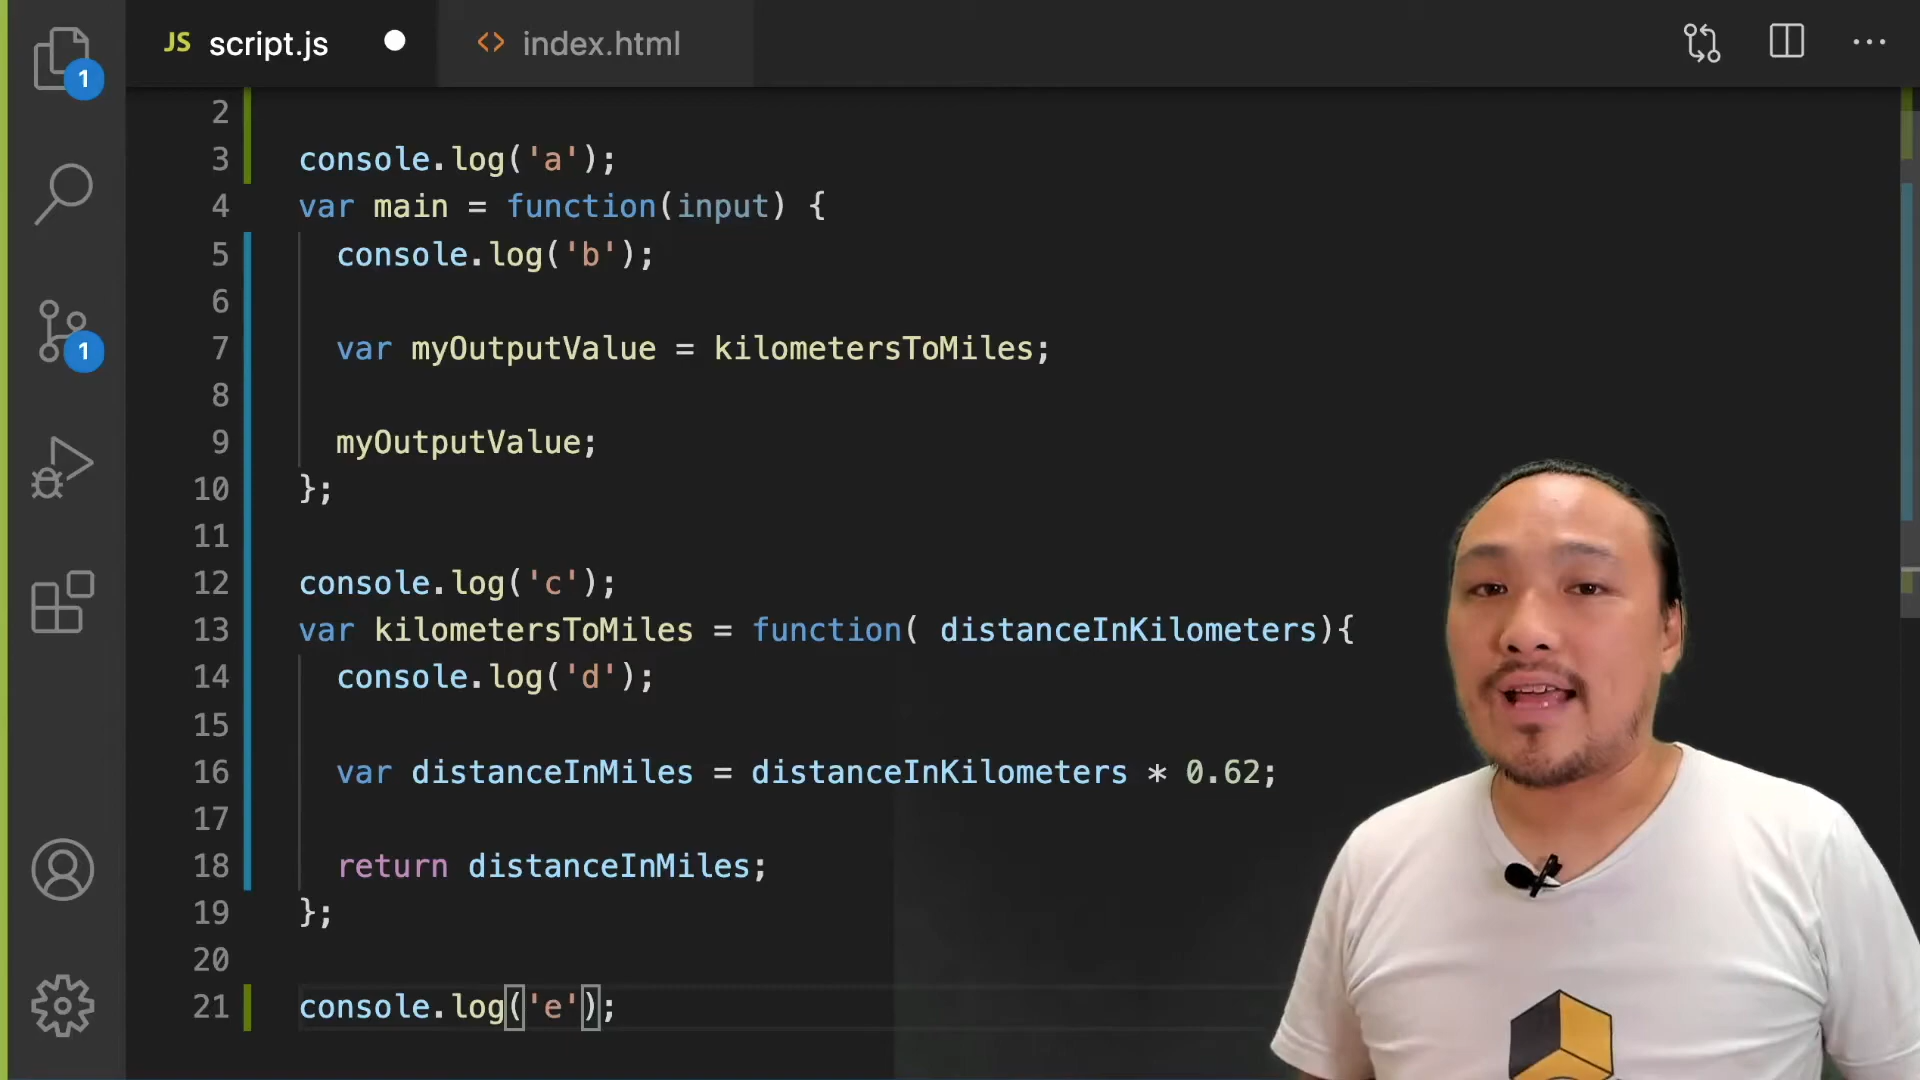 JS script.js
<> index.html
1
1
2
3 console.log('a');
4 var main = function(input) {
5 console.log('b');
6
7 var myOutputValue = kilometersToMiles;
8
9 myOutputValue;
10 };
11
12 console.log('c');
13 var kilometersToMiles = function( distanceInKilometers){
14 console.log('d');
15
16 var distanceInMiles = distanceInKilometers * 0.62;
17
18 return distanceInMiles;
19 };
20
21 console.log('e');